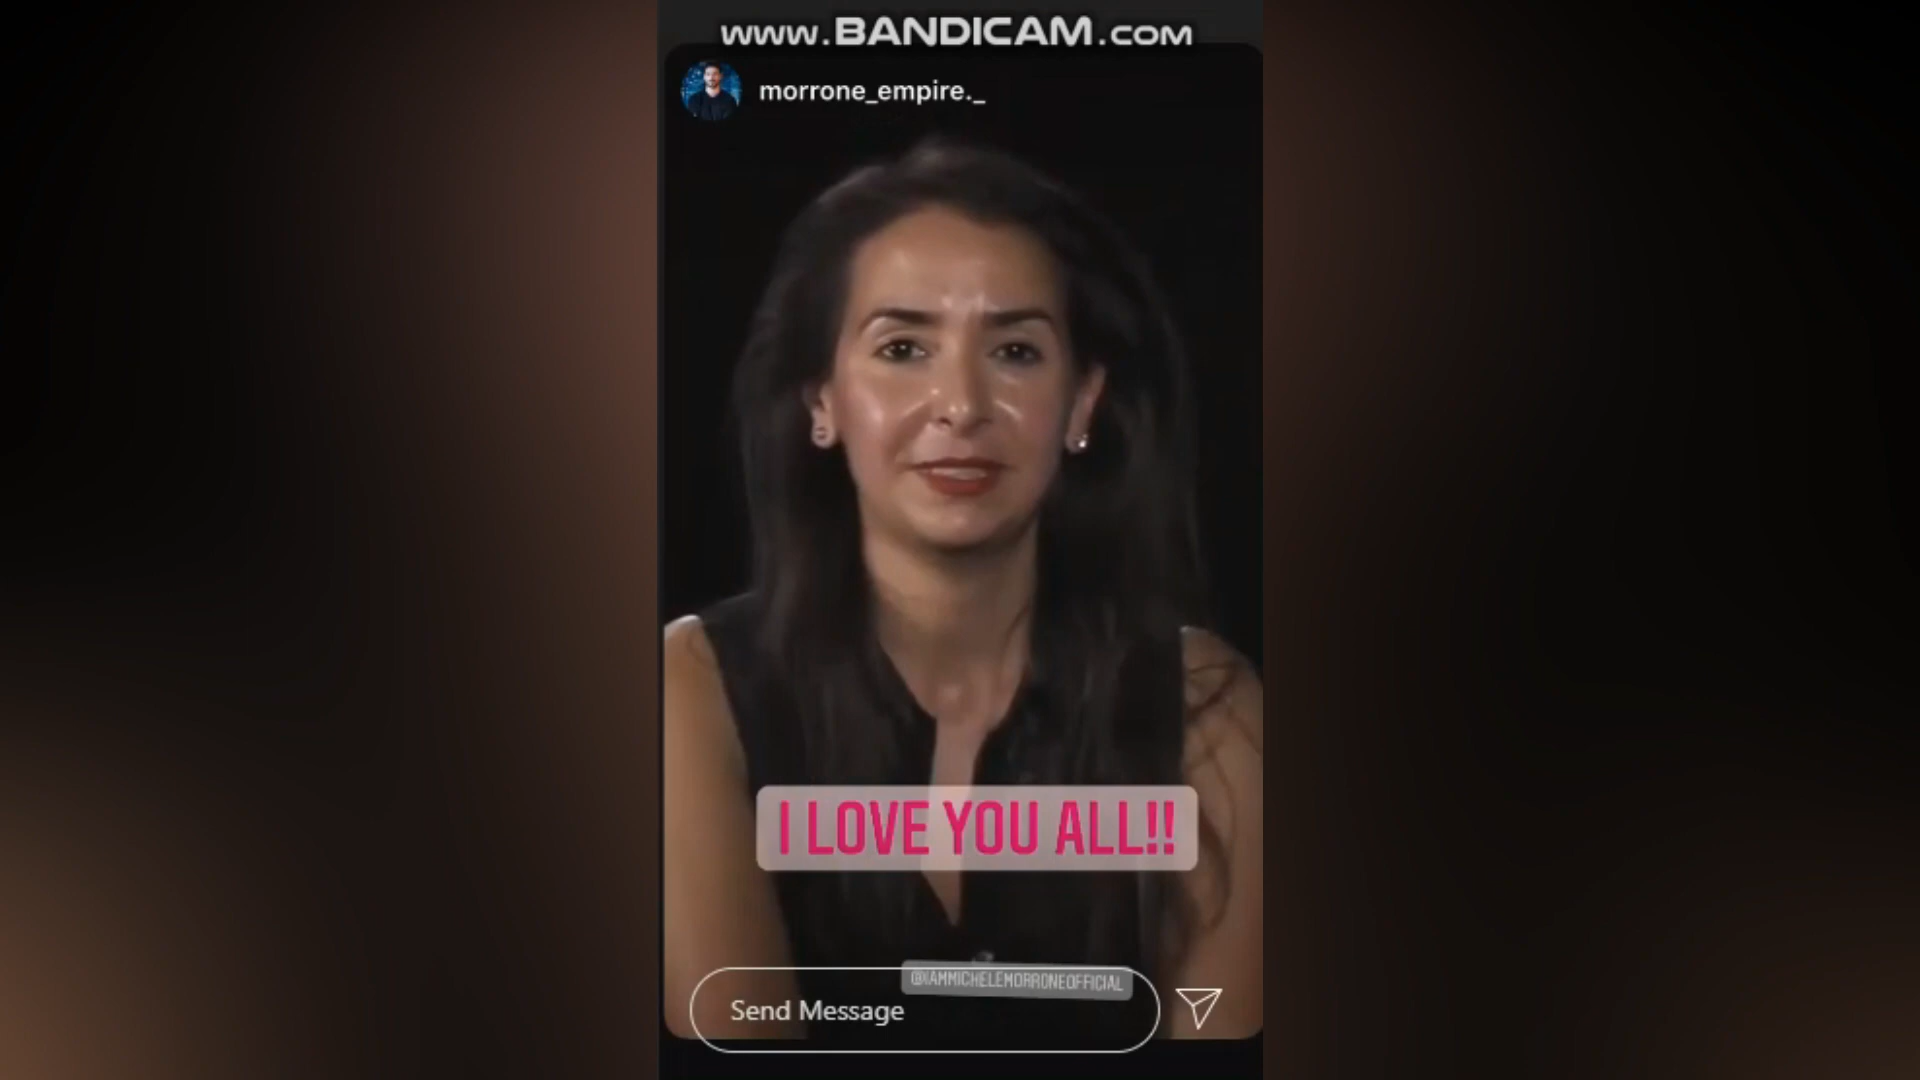 www.BANDICAM.com
morrone_empire._
I LOVE YOU ALL!!
@IAMMICHELEMORRONEOFFICIAL
Send Message